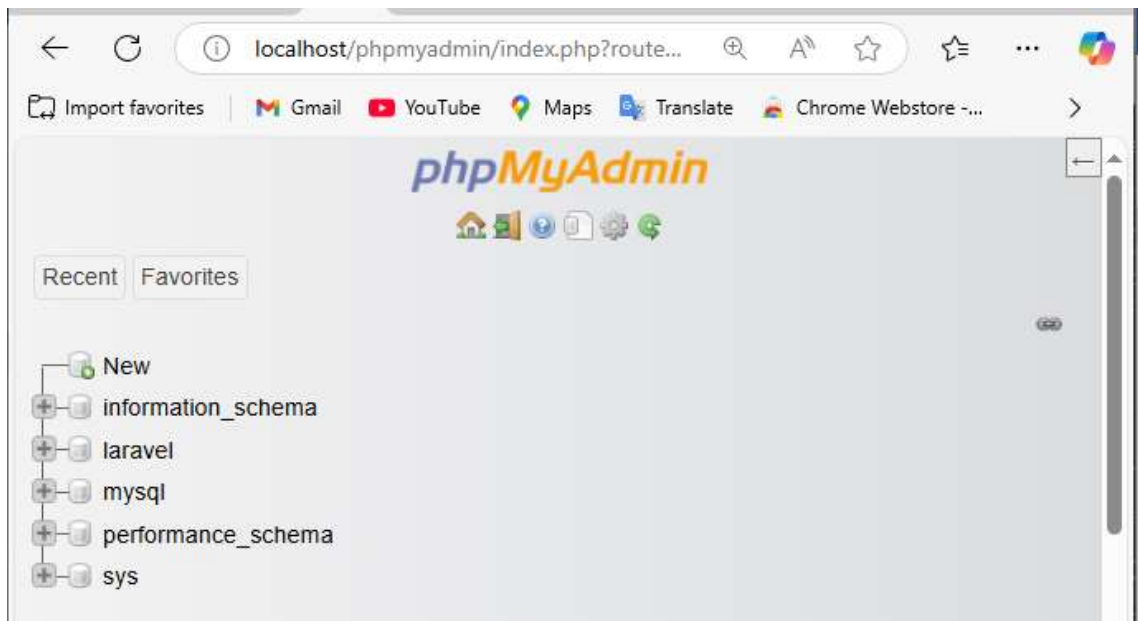 localhost/phpmyadmin/index.php?route...
Import favorites Gmail YouTube Maps Translate Chrome Webstore -...
phpMyAdmin
Recent Favorites
New
information_schema
laravel
mysql
performance_schema
sys